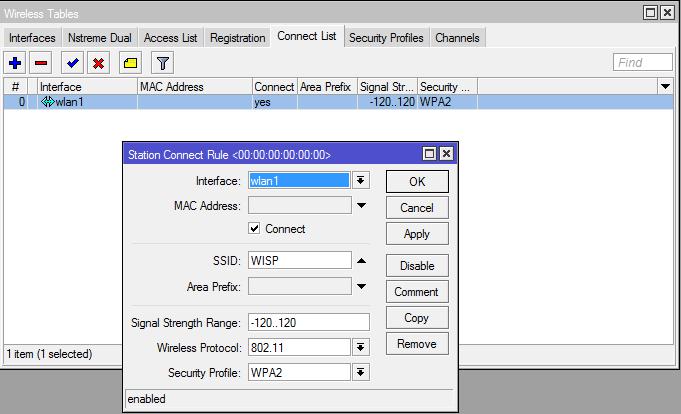 Wireless Tables
Interfaces Nstreme Dual Access List Registration Connect List Security Profiles Channels
Find
# Interface MAC Address Connect Area Prefix Signal Str... Security ...
0 wlan1 yes -120..120 WPA2
Station Connect Rule <00:00:00:00:00:00>
Interface: wlan1 OK
MAC Address: Cancel
Connect Apply
SSID: WISP Disable
Area Prefix: Comment
Copy
Signal Strength Range: -120..120
Wireless Protocol: 802.11 Remove
Security Profile: WPA2
1 item (1 selected)
enabled